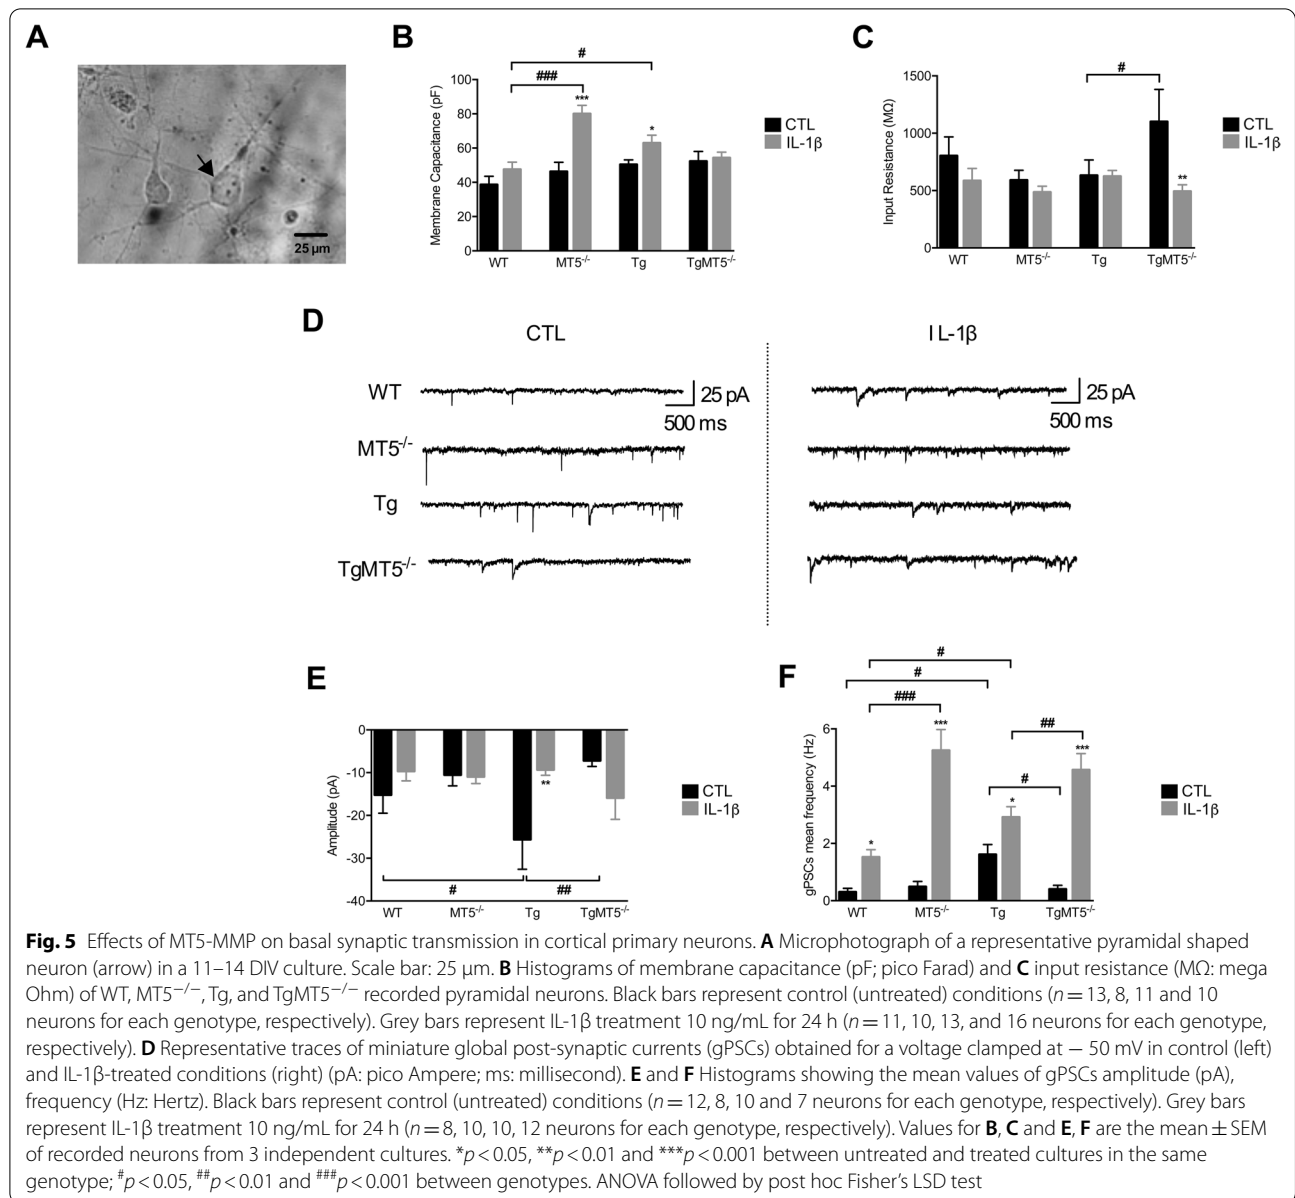 A
25 µm
B
#
###
***
*
Membrane Capacitance (pF)
100
80
60
40
20
0
WT
MT5-/-
Tg
TgMT5-/-
CTL
IL-1β
C
#
**
Input Resistance (MΩ)
1500
1000
500
0
WT
MT5-/-
Tg
TgMT5-/-
CTL
IL-1β
D
CTL
IL-1β
WT
25 pA
500 ms
25 pA
500 ms
MT5-/-
Tg
TgMT5-/-
E
Amplitude (pA)
0
-10
-20
-30
-40
**
#
##
WT
MT5-/-
Tg
TgMT5-/-
CTL
IL-1β
F
#
#
###
***
##
***
#
*
*
gPSCs mean frequency (Hz)
6
4
2
0
WT
MT5-/-
Tg
TgMT5-/-
CTL
IL-1β
Fig. 5 Effects of MT5-MMP on basal synaptic transmission in cortical primary neurons. A Microphotograph of a representative pyramidal shaped
neuron (arrow) in a 11–14 DIV culture. Scale bar: 25 µm. B Histograms of membrane capacitance (pF; pico Farad) and C input resistance (MΩ: mega
Ohm) of WT, MT5−/−, Tg, and TgMT5−/− recorded pyramidal neurons. Black bars represent control (untreated) conditions (n = 13, 8, 11 and 10
neurons for each genotype, respectively). Grey bars represent IL-1β treatment 10 ng/mL for 24 h (n = 11, 10, 13, and 16 neurons for each genotype,
respectively). D Representative traces of miniature global post-synaptic currents (gPSCs) obtained for a voltage clamped at − 50 mV in control (left)
and IL-1β-treated conditions (right) (pA: pico Ampere; ms: millisecond). E and F Histograms showing the mean values of gPSCs amplitude (pA),
frequency (Hz: Hertz). Black bars represent control (untreated) conditions (n = 12, 8, 10 and 7 neurons for each genotype, respectively). Grey bars
represent IL-1β treatment 10 ng/mL for 24 h (n = 8, 10, 10, 12 neurons for each genotype, respectively). Values for B, C and E, F are the mean ± SEM
of recorded neurons from 3 independent cultures. *p < 0.05, **p < 0.01 and ***p < 0.001 between untreated and treated cultures in the same
genotype; #p < 0.05, ##p < 0.01 and ###p < 0.001 between genotypes. ANOVA followed by post hoc Fisher's LSD test